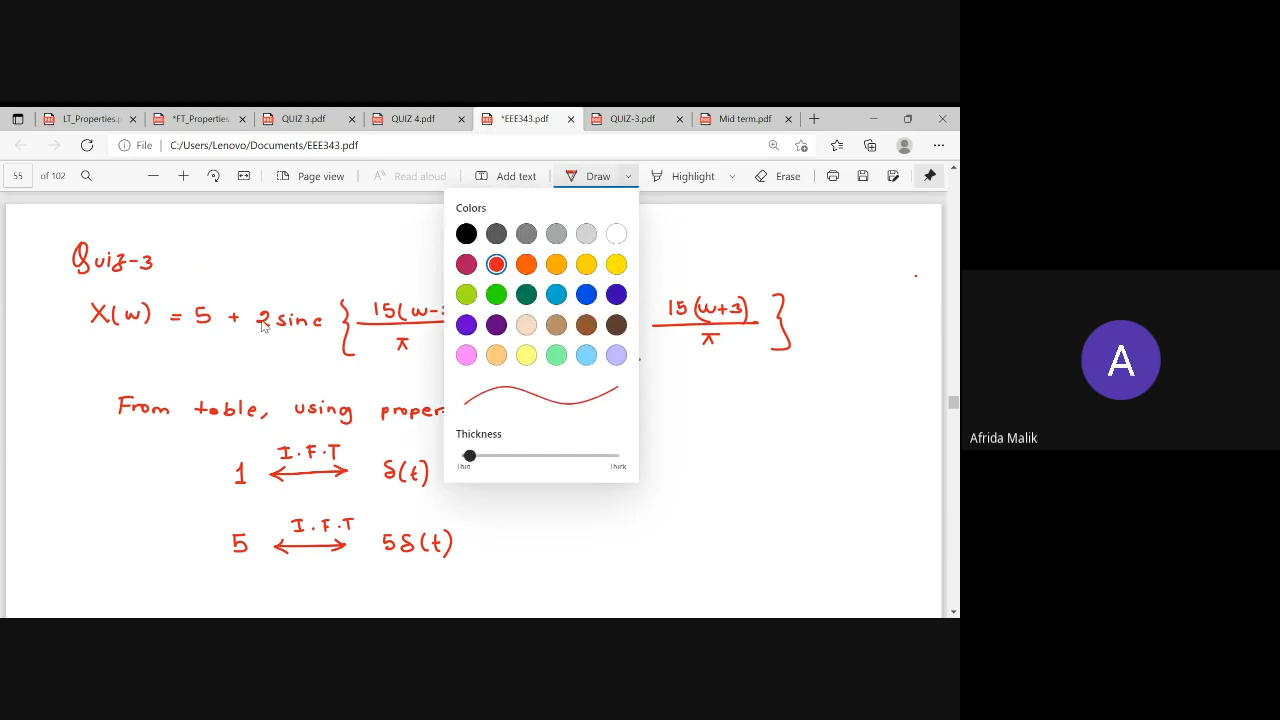 LT_Properties.p
*FT_Properties.
QUIZ 3.pdf
QUIZ 4.pdf
*EEE343.pdf
QUIZ-3.pdf
Mid term.pdf
File C:/Users/Lenovo/Documents/EEE343.pdf
55 of 102 Page view Read aloud Add text Draw Highlight Erase
Colors
Thickness
Thin Thick
Quiz-3
X(w) = 5 + 2 sinc { 15(w- / π 15(w+3) / π }
From table, using proper
1 I.F.T ↔ δ(t)
5 I.F.T ↔ 5δ(t)
A
Afrida Malik